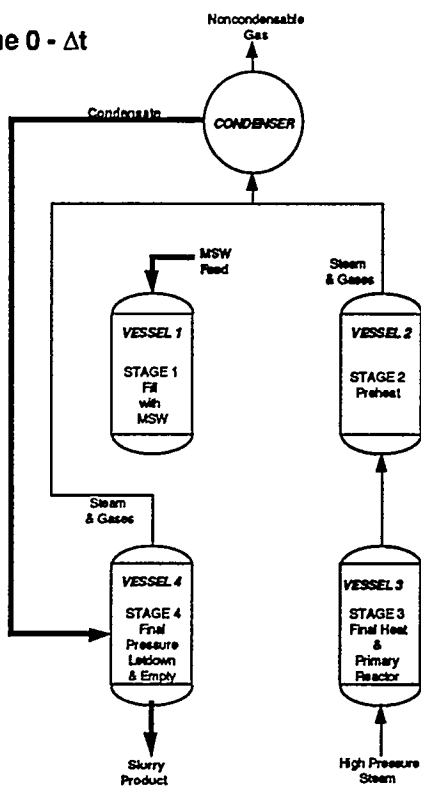 Noncondensable
Gas
e 0 - Δt
Condensate
CONDENSER
MSW
Feed
Steam
& Gases
VESSEL 1
STAGE 1
Fill
with
MSW
VESSEL 2
STAGE 2
Preheat
Steam
& Gases
VESSEL 4
STAGE 4
Final
Pressure
Letdown
& Empty
VESSEL 3
STAGE 3
Final Heat
&
Primary
Reactor
Slurry
Product
High Pressure
Steam